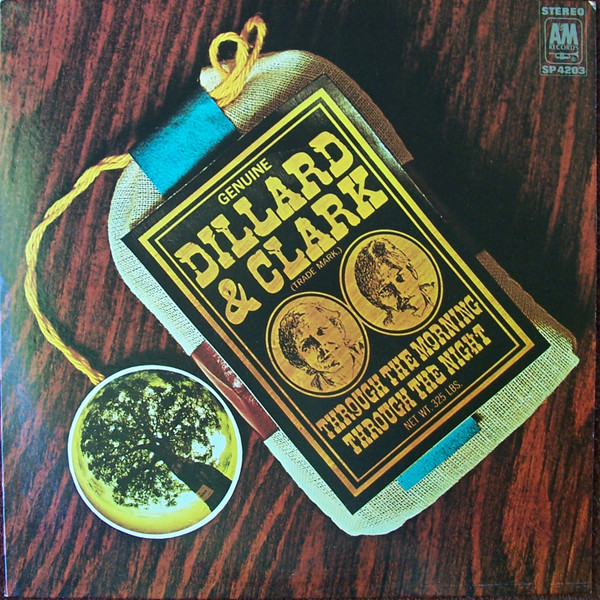 STEREO
A&M
RECORDS
SP 4203
GENUINE
DILLARD
& CLARK
(TRADE MARK)
THROUGH THE MORNING
THROUGH THE NIGHT
NET WT. 325 LBS.